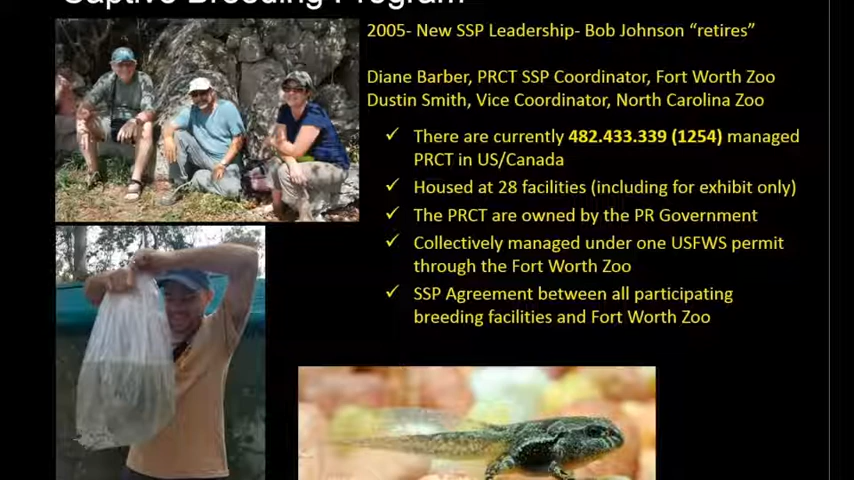 Captive Breeding Program
2005- New SSP Leadership- Bob Johnson “retires”
Diane Barber, PRCT SSP Coordinator, Fort Worth Zoo
Dustin Smith, Vice Coordinator, North Carolina Zoo
✓ There are currently 482.433.339 (1254) managed
PRCT in US/Canada
✓ Housed at 28 facilities (including for exhibit only)
✓ The PRCT are owned by the PR Government
✓ Collectively managed under one USFWS permit
through the Fort Worth Zoo
✓ SSP Agreement between all participating
breeding facilities and Fort Worth Zoo